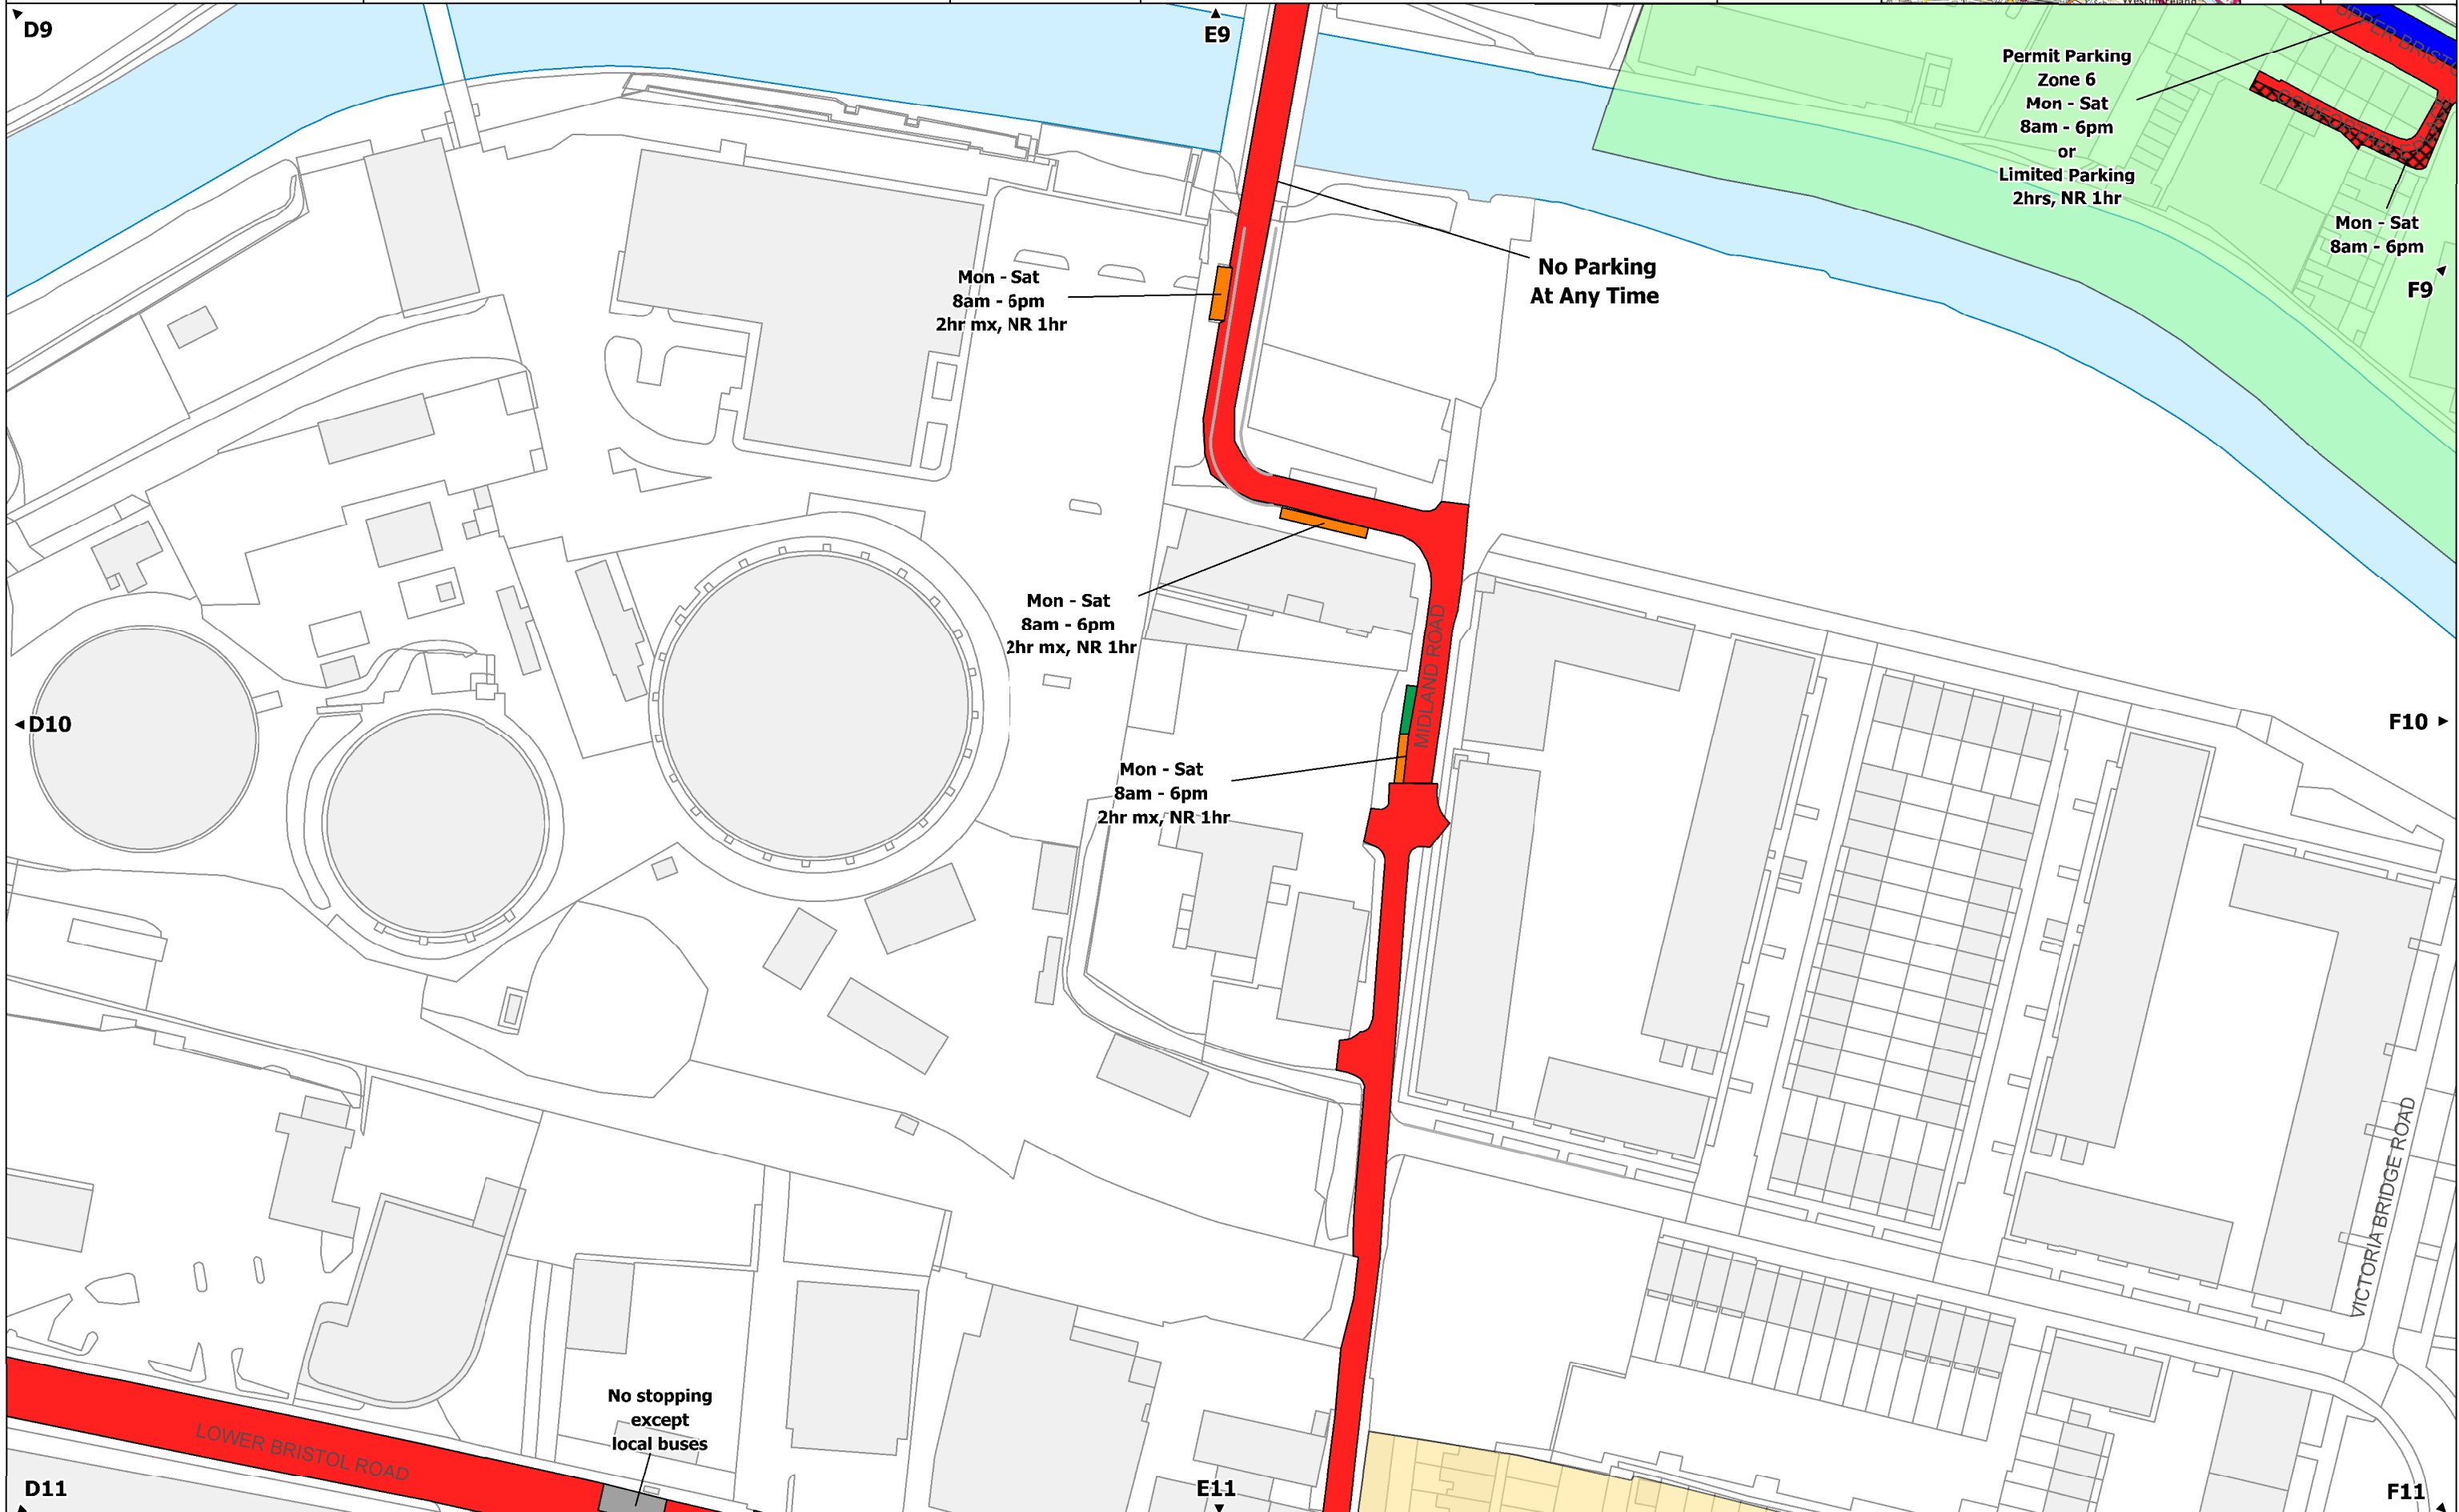 D9
E9
UPPER BRIST
Permit Parking
Zone 6
Mon - Sat
8am - 6pm
or
Limited Parking
2hrs, NR 1hr
Mon - Sat
8am - 6pm
F9
No Parking
At Any Time
Mon - Sat
8am - 6pm
2hr mx, NR 1hr
Mon - Sat
8am - 6pm
2hr mx, NR 1hr
MIDLAND ROAD
D10
F10
Mon - Sat
8am - 6pm
2hr mx, NR 1hr
VICTORIA BRIDGE ROAD
No stopping
except
local buses
LOWER BRISTOL ROAD
D11
E11
F11